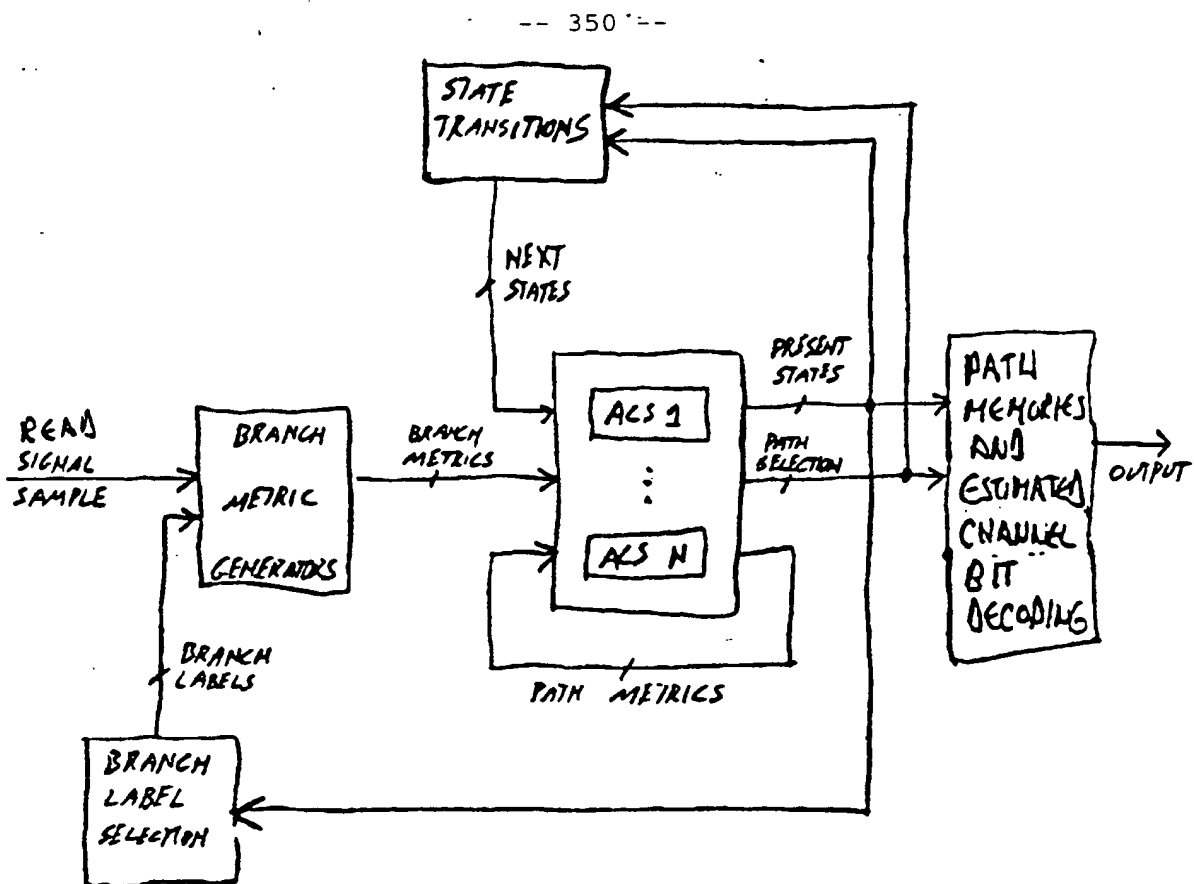 -- 350 --
STATE
TRANSITIONS
NEXT
STATES
PRESENT
STATES
PATH
SELECTION
ACS 1
ACS N
READ
SIGNAL
SAMPLE
BRANCH
METRIC
GENERATORS
BRANCH
METRICS
PATH
MEMORIES
AND
ESTIMATED
CHANNEL
BIT
DECODING
OUTPUT
BRANCH
LABELS
PATH METRICS
BRANCH
LABEL
SELECTION